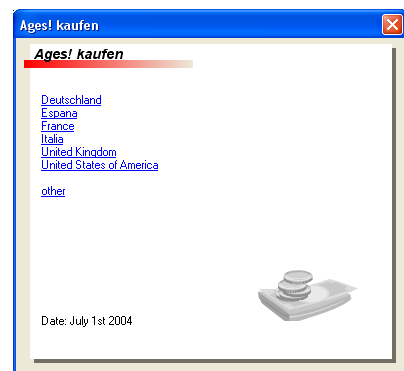 Ages! kaufen
Ages! kaufen
Deutschland
Espana
France
Italia
United Kingdom
United States of America
other
Date: July 1st 2004